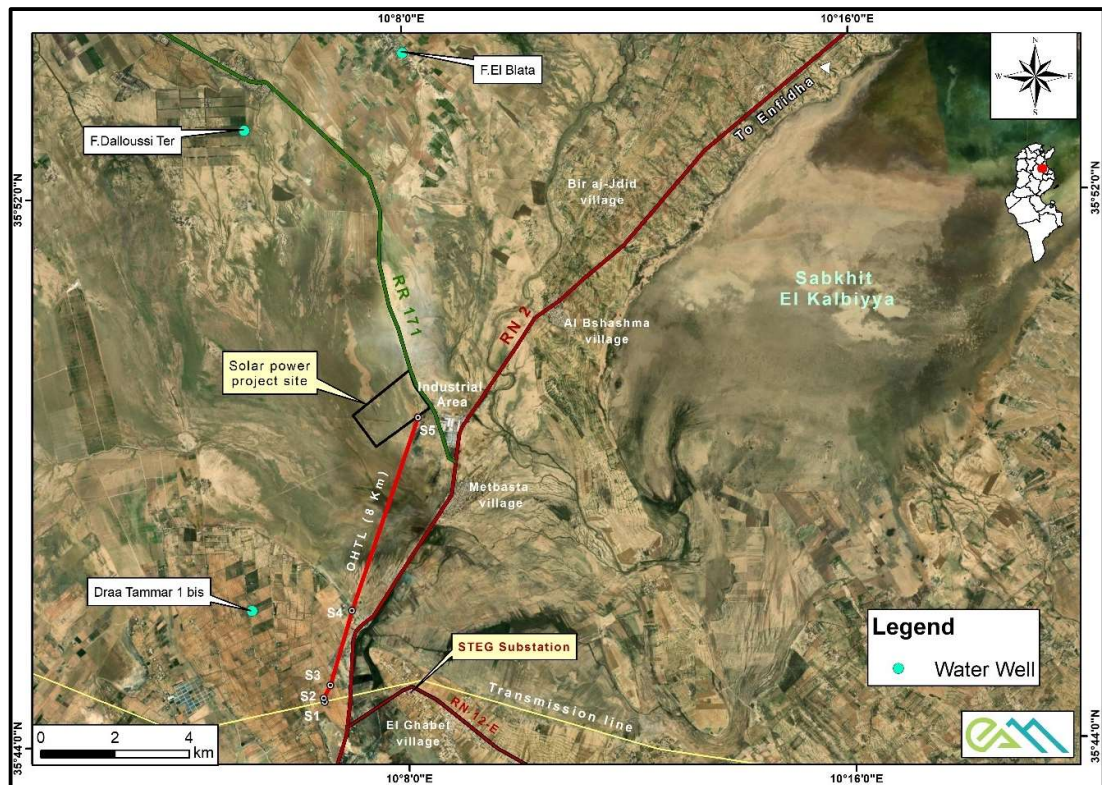 10°8'0"E
10°16'0"E
N
W
E
S
F.El Blata
F.Dalloussi Ter
To Enfidha
Bir aj-Jdid
village
35°52'0"N
35°52'0"N
RR 171
RN 2
Sabkhit
El Kalbiyya
Al Bshashma
village
Solar power
project site
Industrial
Area
S5
Metbasta
village
OHTL (8 Km)
Draa Tammar 1 bis
S4
STEG Substation
Legend
Water Well
S3
S2
S1
Transmission line
RN-12-E
El Ghabet
village
0 2 4
km
eam
35°44'0"N
35°44'0"N
10°8'0"E
10°16'0"E